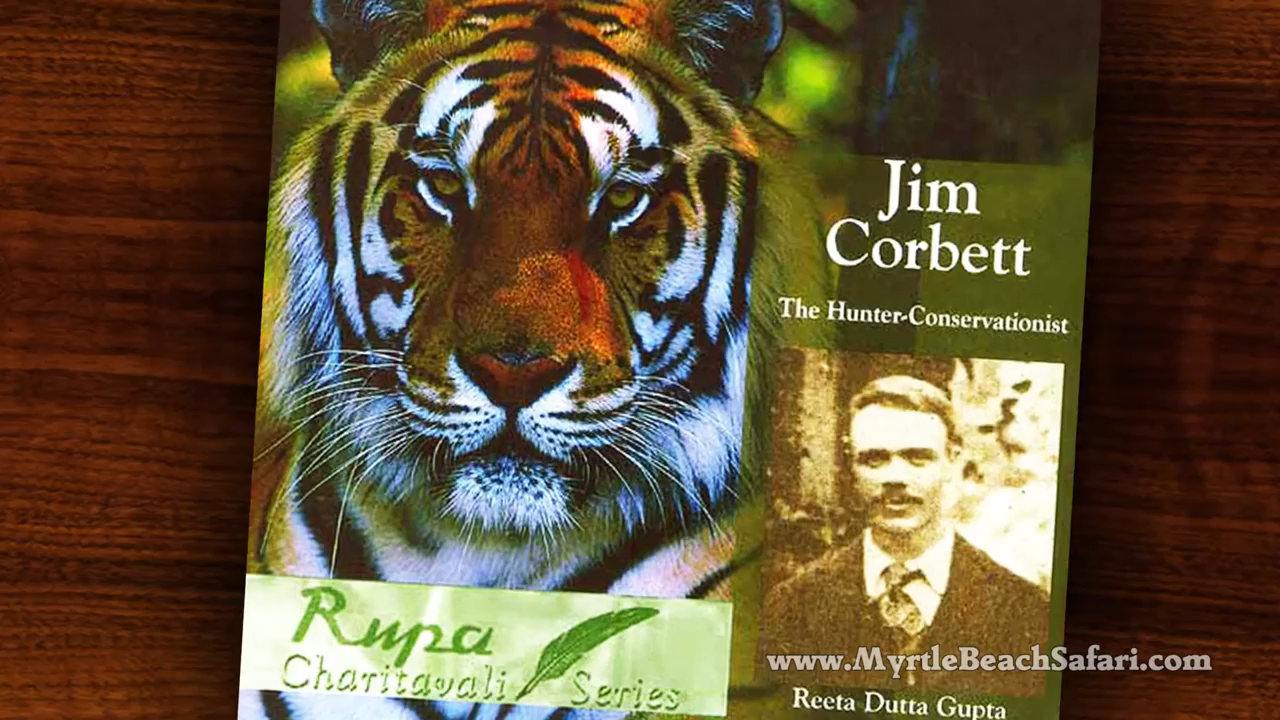 Jim
Corbett
The Hunter-Conservationist
Rupa
Charitavali Series
www.MyrtleBeachSafari.com
Reeta Dutta Gupta